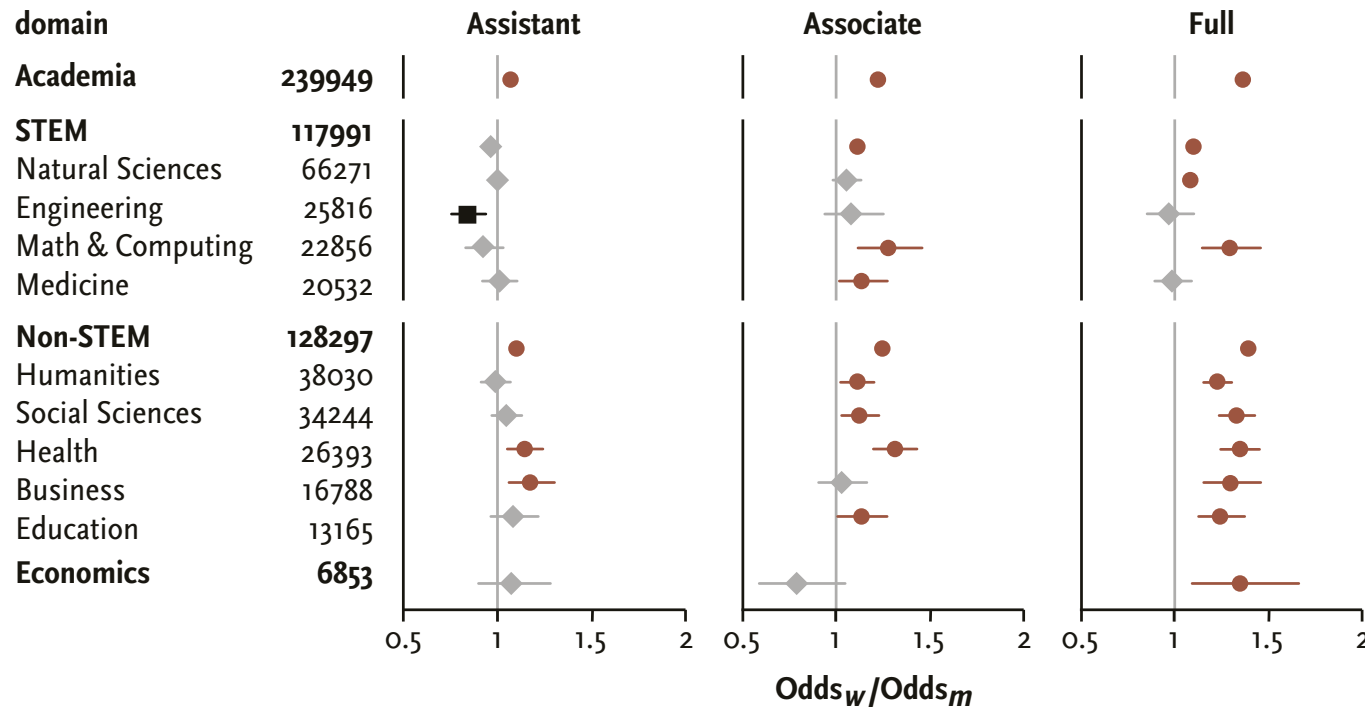 domain Assistant Associate Full
Academia 239949
STEM 117991
Natural Sciences 66271
Engineering 25816
Math & Computing 22856
Medicine 20532
Non-STEM 128297
Humanities 38030
Social Sciences 34244
Health 26393
Business 16788
Education 13165
Economics 6853
0.5 1 1.5 2 0.5 1 1.5 2 0.5 1 1.5 2
Oddsw/Oddsm